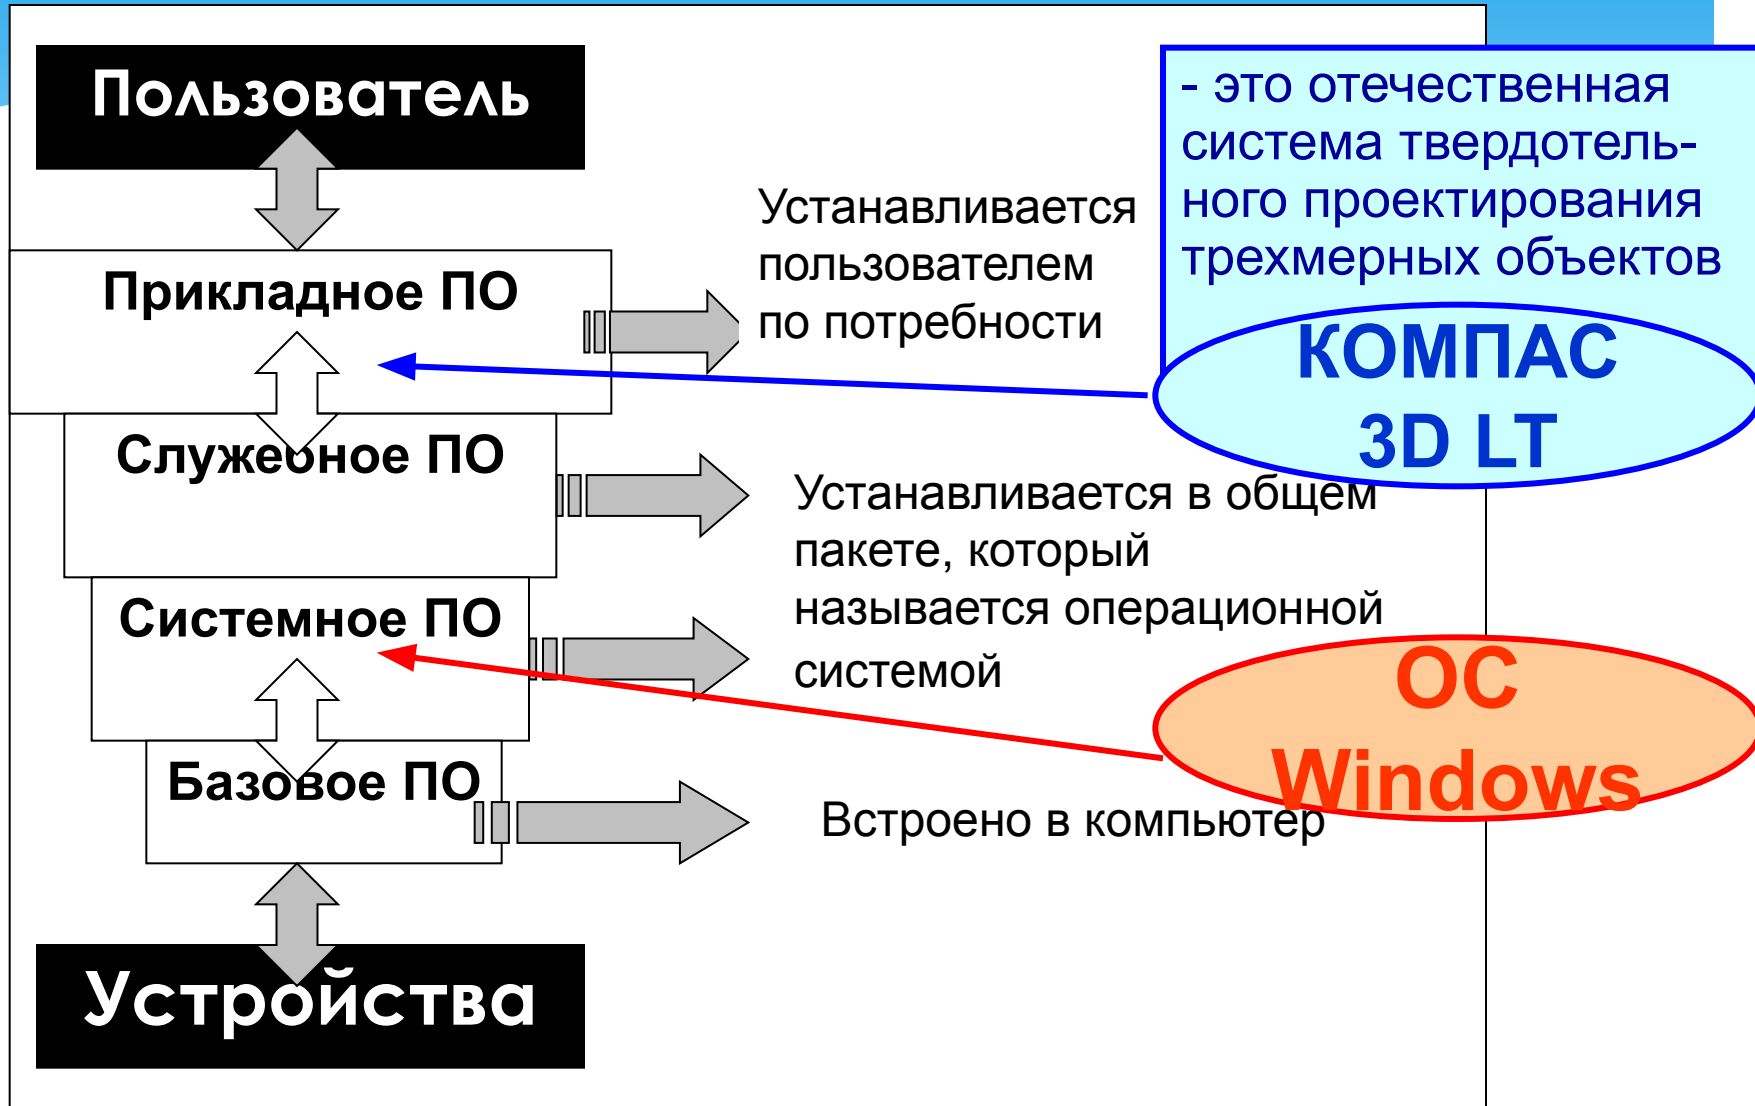 Пользователь
Прикладное ПО
Служебное ПО
Системное ПО
Базовое ПО
Устройства
Устанавливается
пользователем
по потребности
Устанавливается в общем
пакете, который
называется операционной
системой
Встроено в компьютер
- это отечественная
система твердотель-
ного проектирования
трехмерных объектов
КОМПАС
3D LT
ОС
Windows